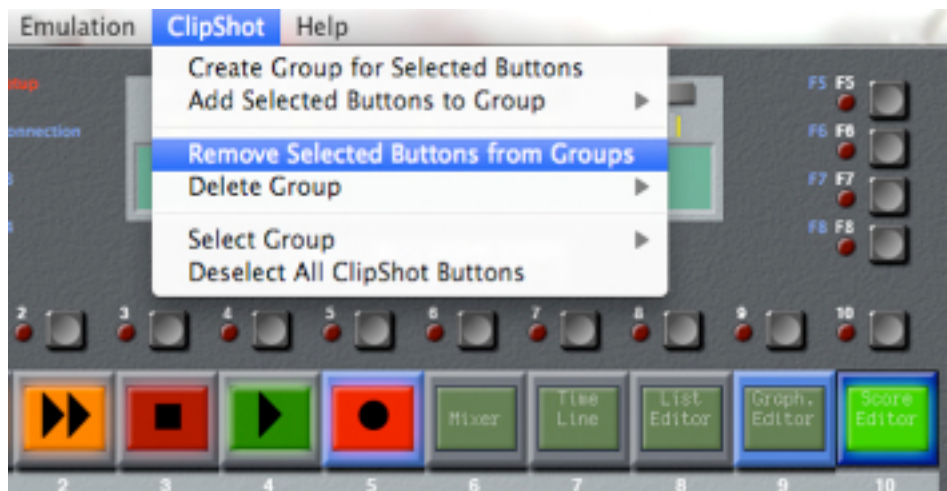 Emulation ClipShot Help
Create Group for Selected Buttons
Add Selected Buttons to Group
Remove Selected Buttons from Groups
Delete Group
Select Group
Deselect All ClipShot Buttons
F5 F5
F6 F6
F7 F7
F8 F8
2 3 4 5 6 7 8 9 10
Mixer
Time
Line
List
Editor
Graph.
Editor
Score
Editor
2 3 4 5 6 7 8 9 10